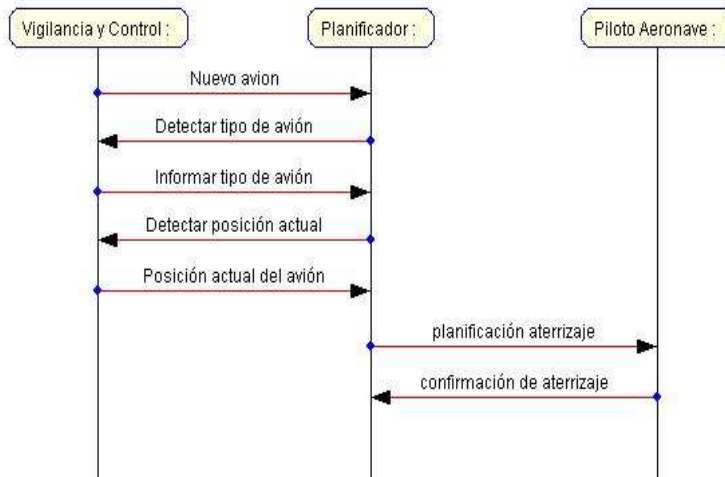 Vigilancia y Control :
Planificador :
Piloto Aeronave :
Nuevo avion
Detectar tipo de avión
Informar tipo de avión
Detectar posición actual
Posición actual del avión
planificación aterrizaje
confirmación de aterrizaje